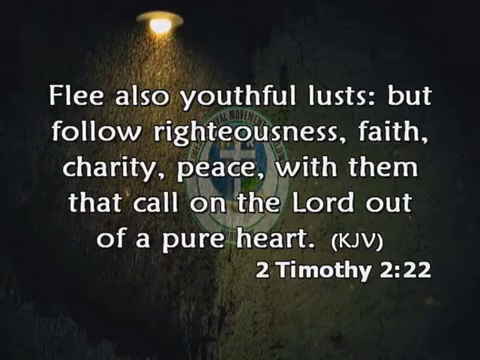 Flee also youthful lusts: but
follow righteousness, faith,
charity, peace, with them
that call on the Lord out
of a pure heart. (KJV)
2 Timothy 2:22